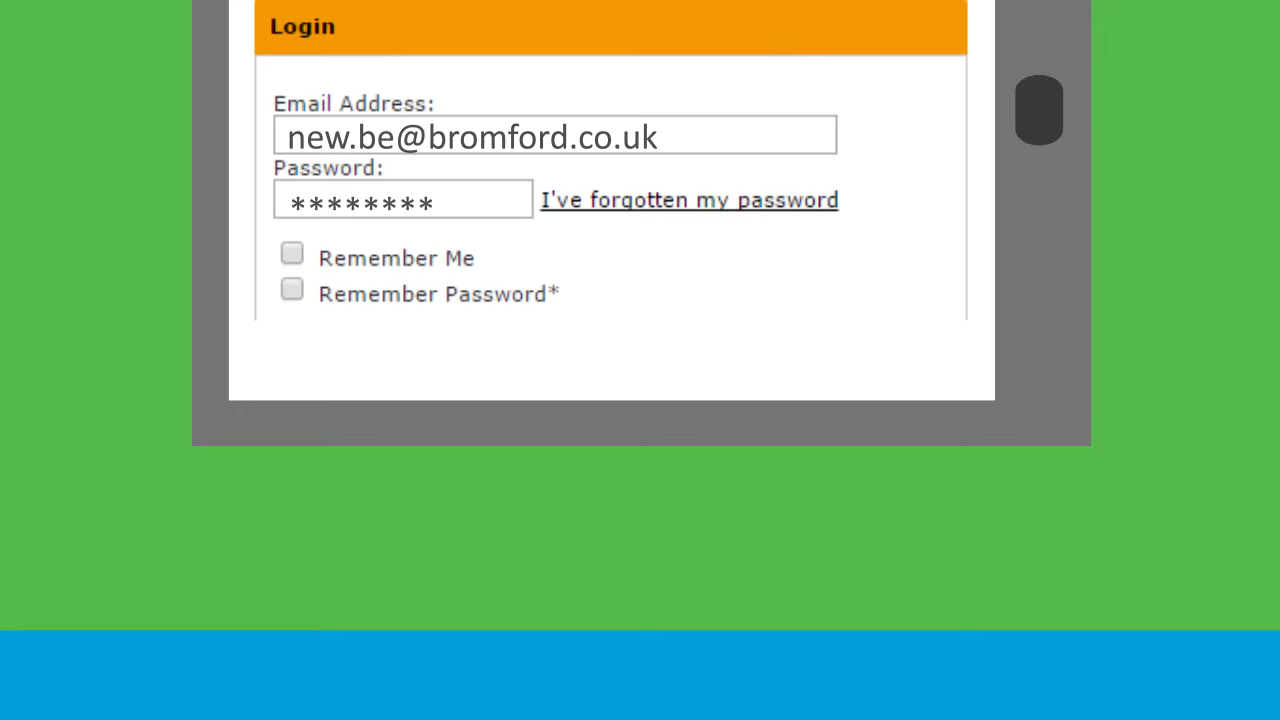 Login
Email Address:
new.be@bromford.co.uk
Password:
******** I've forgotten my password
Remember Me
Remember Password*